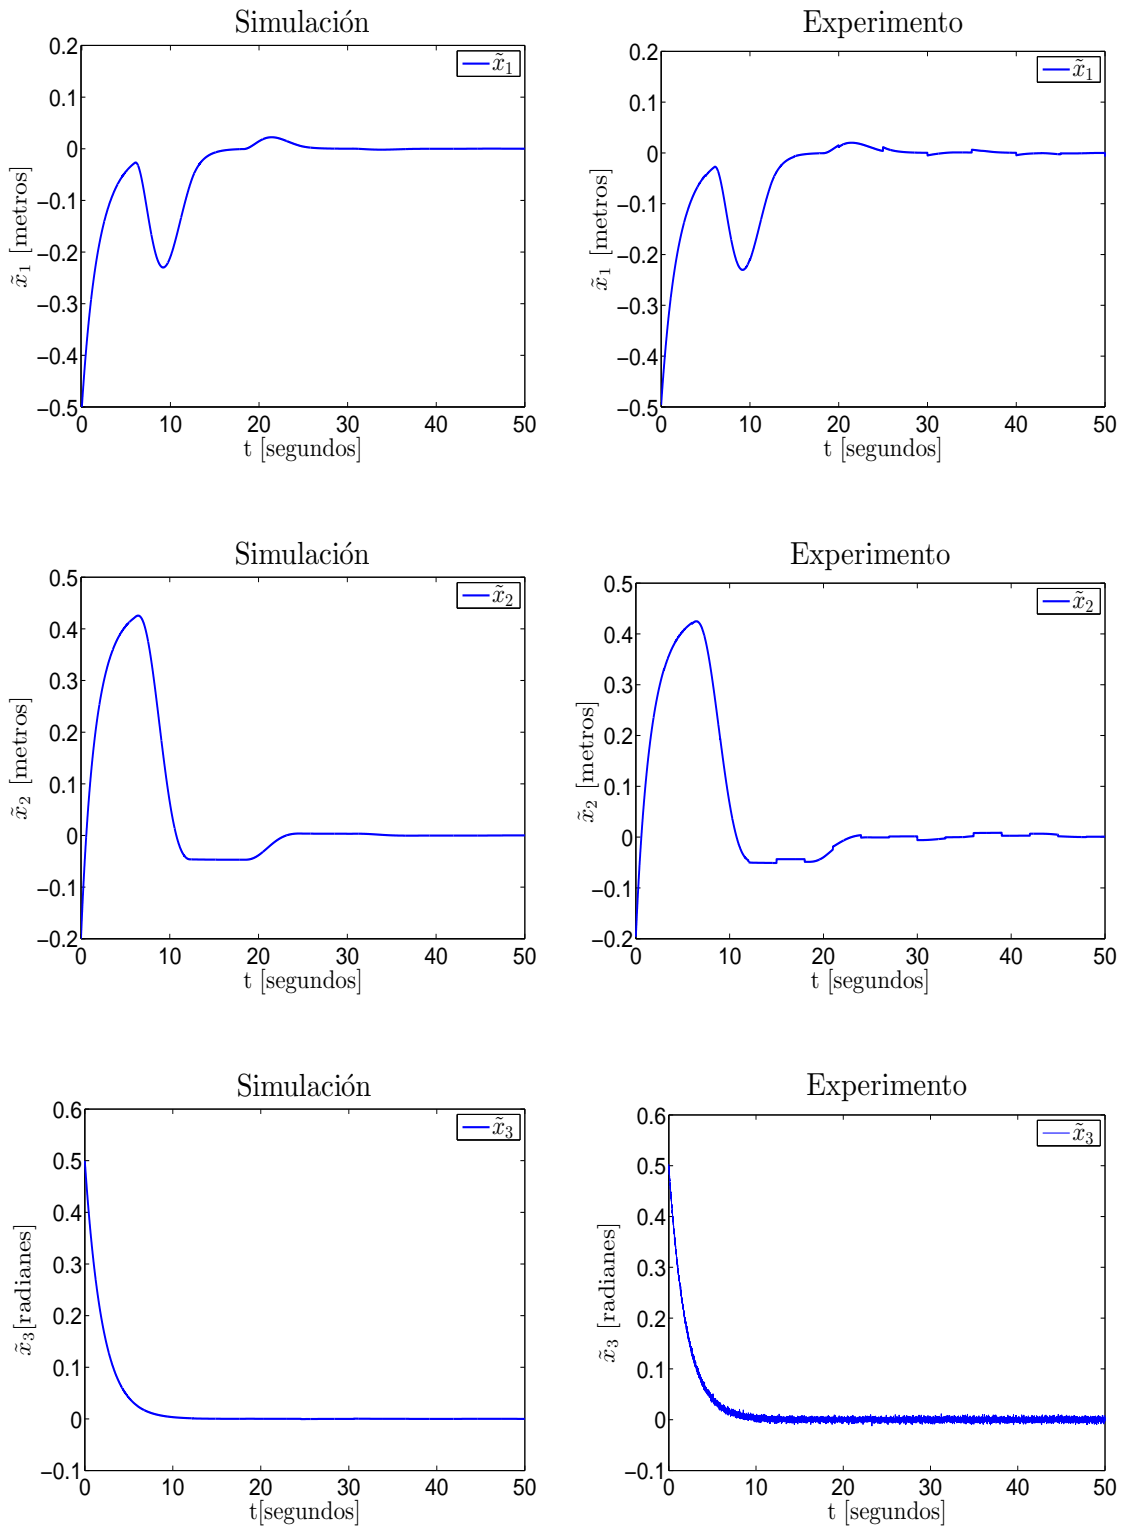 Simulación
x̃1
0.2
0.1
0
−0.1
−0.2
−0.3
−0.4
−0.5
x̃1 [metros]
0 10 20 30 40 50
t [segundos]
Experimento
x̃1
0.2
0.1
0
−0.1
−0.2
−0.3
−0.4
−0.5
x̃1 [metros]
0 10 20 30 40 50
t [segundos]
Simulación
x̃2
0.5
0.4
0.3
0.2
0.1
0
−0.1
−0.2
x̃2 [metros]
0 10 20 30 40 50
t [segundos]
Experimento
x̃2
0.5
0.4
0.3
0.2
0.1
0
−0.1
−0.2
x̃2 [metros]
0 10 20 30 40 50
t [segundos]
Simulación
x̃3
0.6
0.5
0.4
0.3
0.2
0.1
0
−0.1
x̃3[radianes]
0 10 20 30 40 50
t[segundos]
Experimento
x̃3
0.6
0.5
0.4
0.3
0.2
0.1
0
−0.1
x̃3 [radianes]
0 10 20 30 40 50
t [segundos]